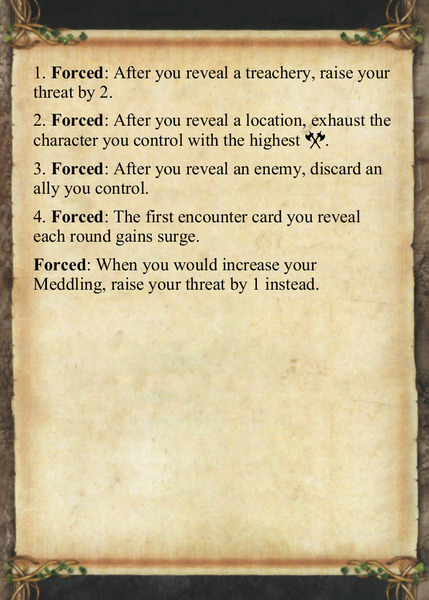 1. Forced: After you reveal a treachery, raise your
threat by 2.
2. Forced: After you reveal a location, exhaust the
character you control with the highest .
3. Forced: After you reveal an enemy, discard an
ally you control.
4. Forced: The first encounter card you reveal
each round gains surge.
Forced: When you would increase your
Meddling, raise your threat by 1 instead.